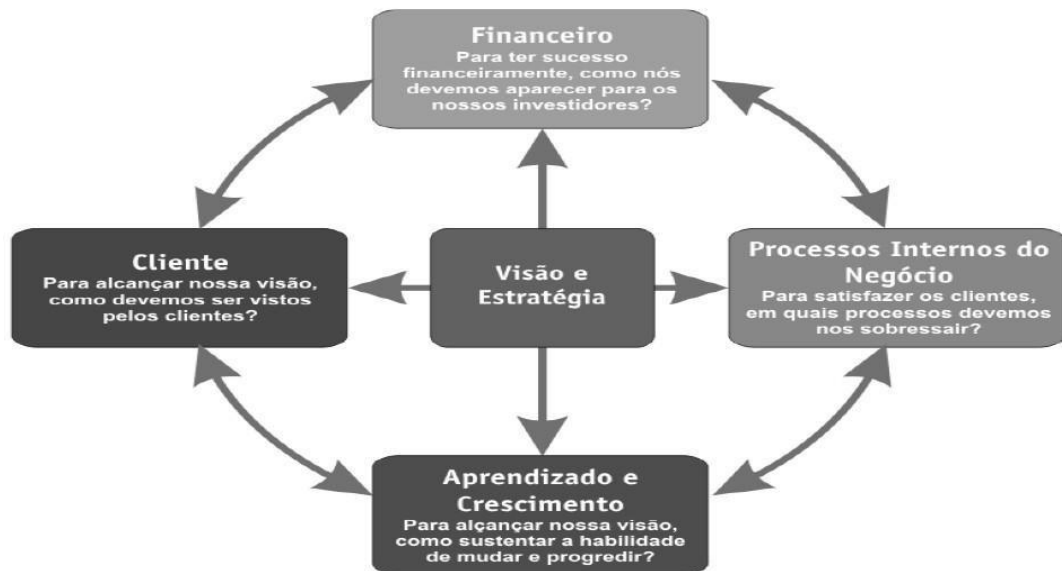 Financeiro
Para ter sucesso
financeiramente, como nós
devemos aparecer para os
nossos investidores?
Cliente
Para alcançar nossa visão,
como devemos ser vistos
pelos clientes?
Visão e
Estratégia
Processos Internos do
Negócio
Para satisfazer os clientes,
em quais processos devemos
nos sobressair?
Aprendizado e
Crescimento
Para alçançar nossa visão,
como sustentar a habilidade
de mudar e progredir?